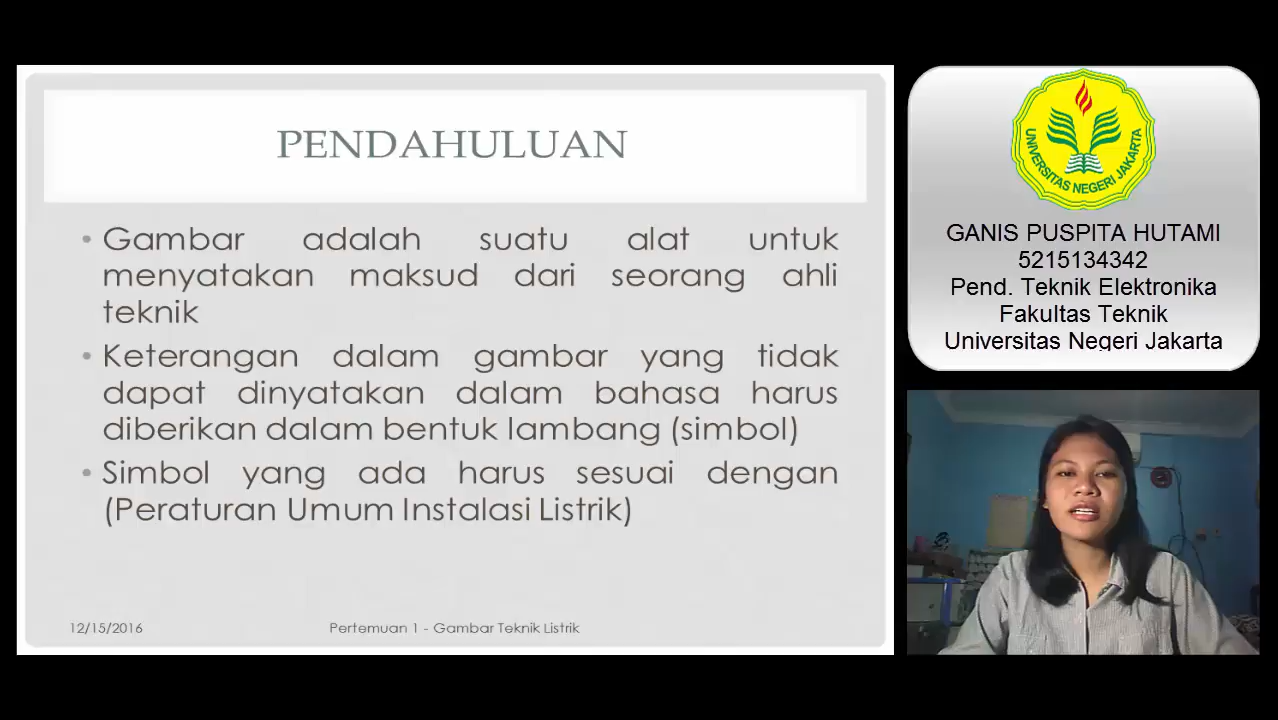 PENDAHULUAN
• Gambar adalah suatu alat untuk
menyatakan maksud dari seorang ahli
teknik
• Keterangan dalam gambar yang tidak
dapat dinyatakan dalam bahasa harus
diberikan dalam bentuk lambang (simbol)
• Simbol yang ada harus sesuai dengan
(Peraturan Umum Instalasi Listrik)
12/15/2016
Pertemuan 1 - Gambar Teknik Listrik
UNIVERSITAS NEGERI JAKARTA
GANIS PUSPITA HUTAMI
5215134342
Pend. Teknik Elektronika
Fakultas Teknik
Universitas Negeri Jakarta